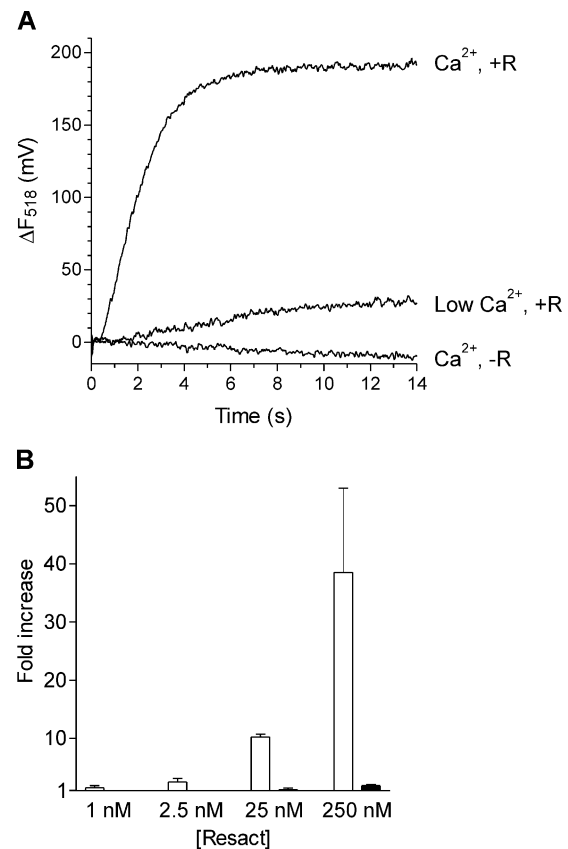 A
200
150
100
50
0
ΔF518 (mV)
Ca2+, +R
Low Ca2+, +R
Ca2+, -R
0 2 4 6 8 10 12 14
Time (s)
B
50
40
30
20
10
1
Fold increase
1 nM 2.5 nM 25 nM 250 nM
[Resact]